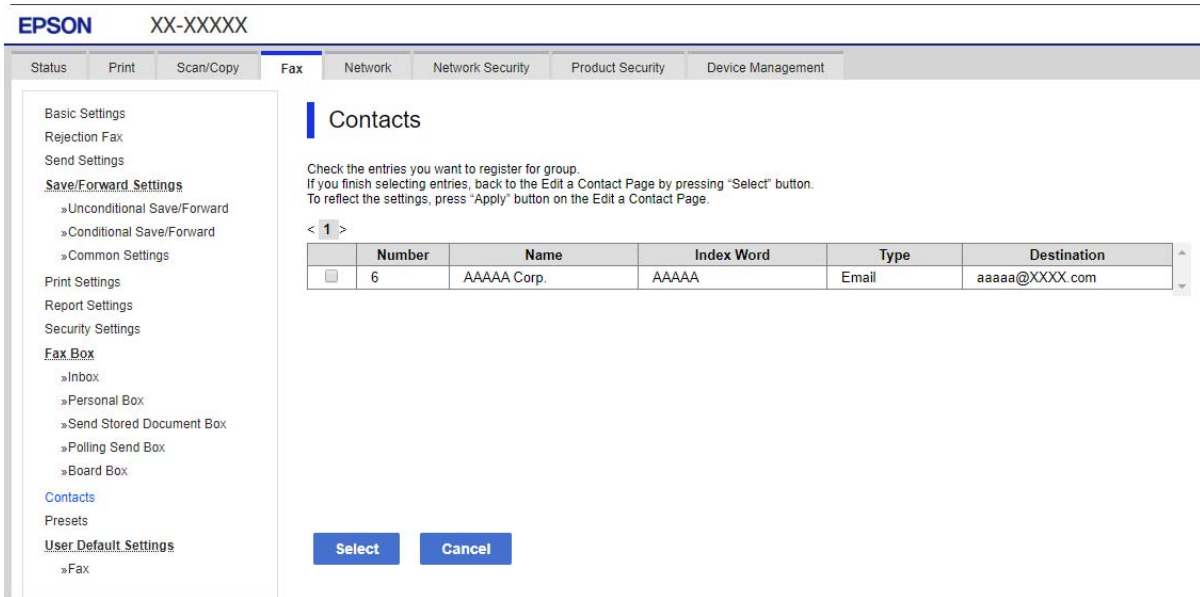 EPSON XX-XXXXX
Status Print Scan/Copy Fax Network Network Security Product Security Device Management
Basic Settings
Rejection Fax
Send Settings
Save/Forward Settings
»Unconditional Save/Forward
»Conditional Save/Forward
»Common Settings
Print Settings
Report Settings
Security Settings
Fax Box
»Inbox
»Personal Box
»Send Stored Document Box
»Polling Send Box
»Board Box
Contacts
Presets
User Default Settings
»Fax
Contacts
Check the entries you want to register for group.
If you finish selecting entries, back to the Edit a Contact Page by pressing “Select” button.
To reflect the settings, press “Apply” button on the Edit a Contact Page.
< 1 >
Number Name Index Word Type Destination
6 AAAAA Corp. AAAAA Email aaaaa@XXXX.com
Select Cancel